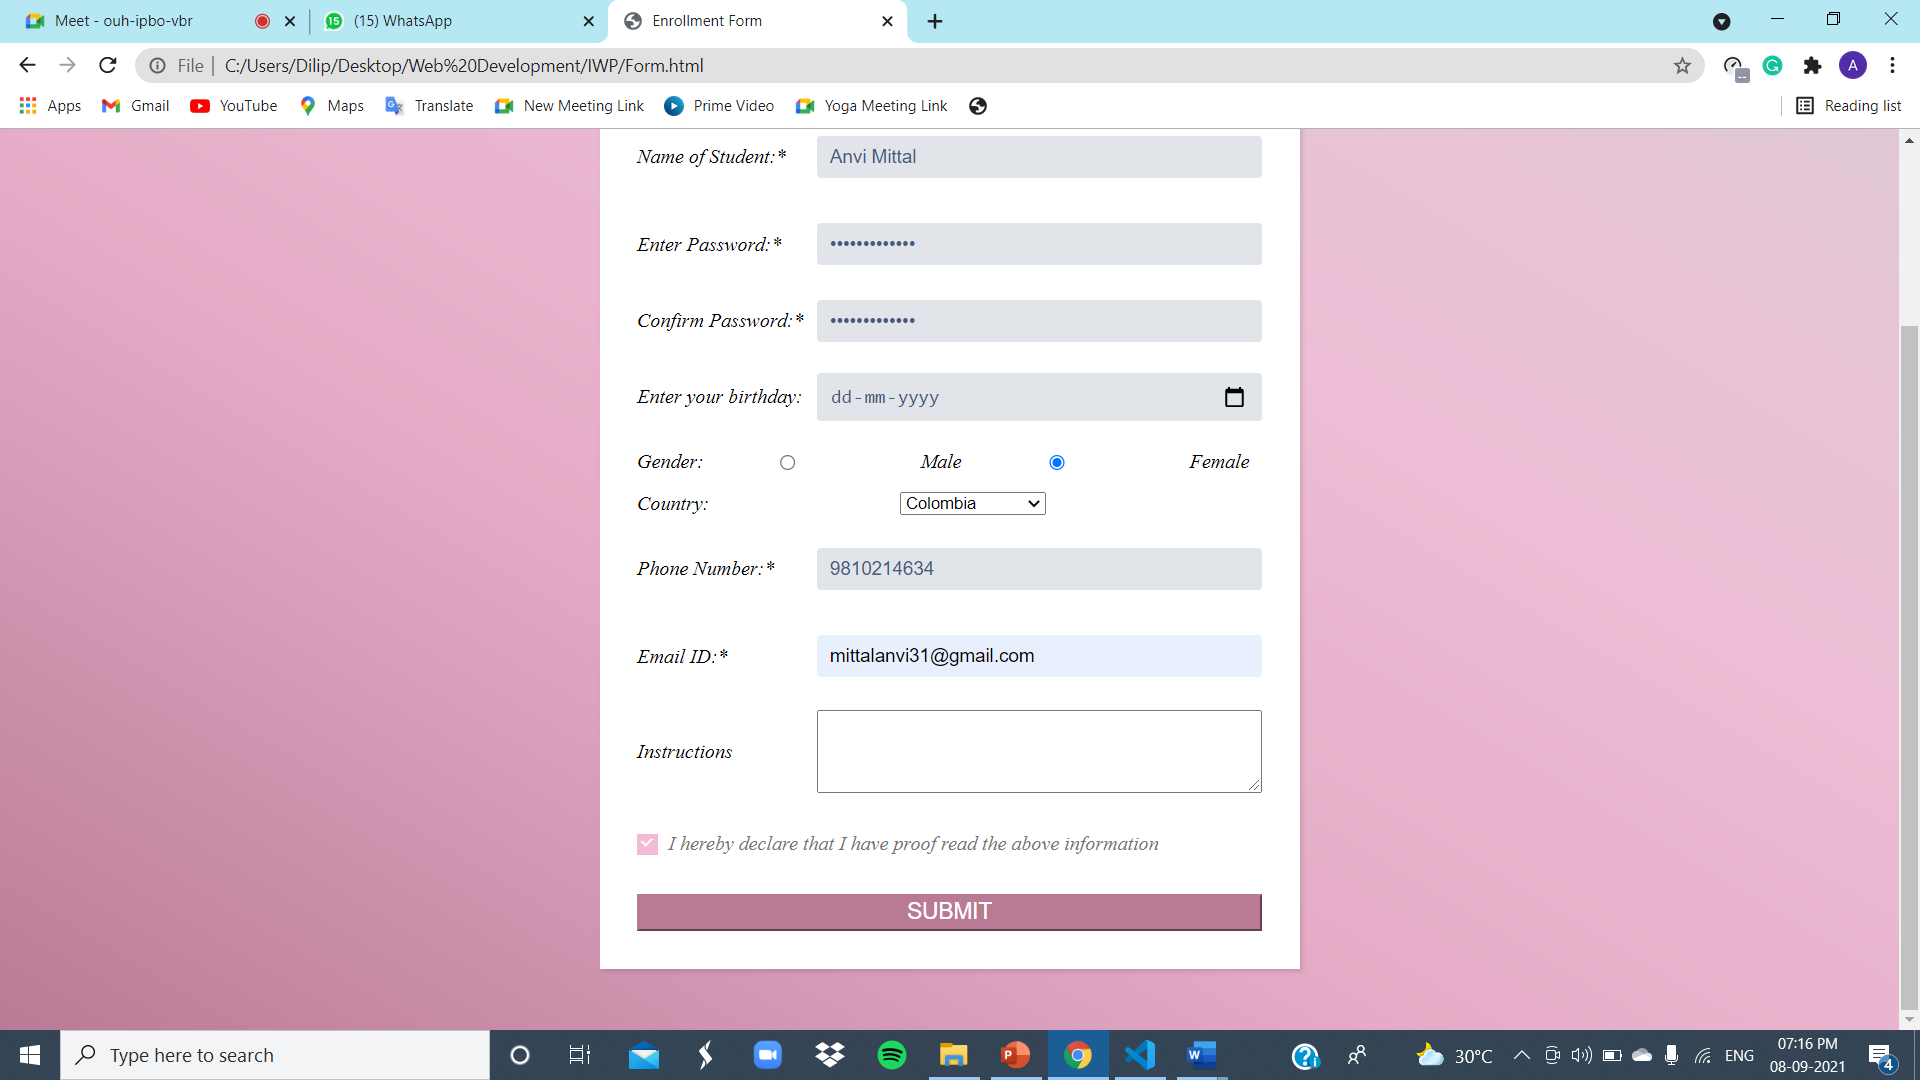 Meet - ouh-ipbo-vbr
15 (15) WhatsApp
Enrollment Form
File | C:/Users/Dilip/Desktop/Web%20Development/IWP/Form.html
A
Apps Gmail YouTube Maps Translate New Meeting Link Prime Video Yoga Meeting Link Reading list
Name of Student:* Anvi Mittal
Enter Password:* •••••••••••••
Confirm Password:* •••••••••••••
Enter your birthday: dd-mm-yyyy
Gender: Male Female
Country: Colombia
Phone Number:* 9810214634
Email ID:* mittalanvi31@gmail.com
Instructions
I hereby declare that I have proof read the above information
SUBMIT
Type here to search
30°C
ENG
07:16 PM
08-09-2021
4